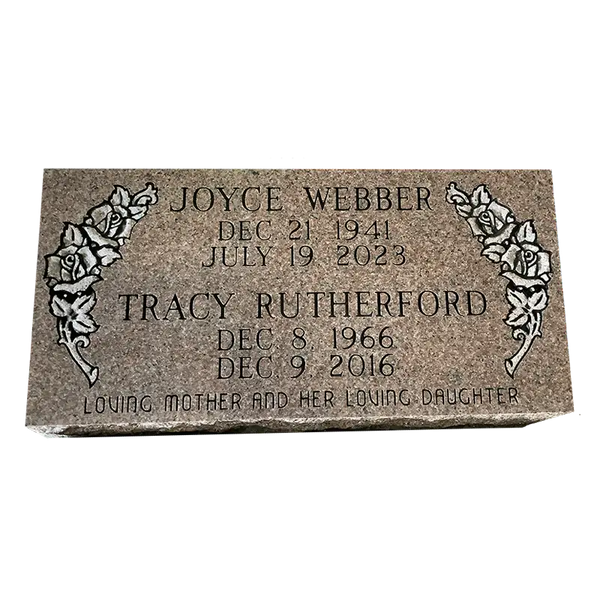 JOYCE WEBBER
DEC 21 1941
JULY 19 2023
TRACY RUTHERFORD
DEC 8, 1966
DEC. 9, 2016
LOVING MOTHER AND HER LOVING DAUGHTER